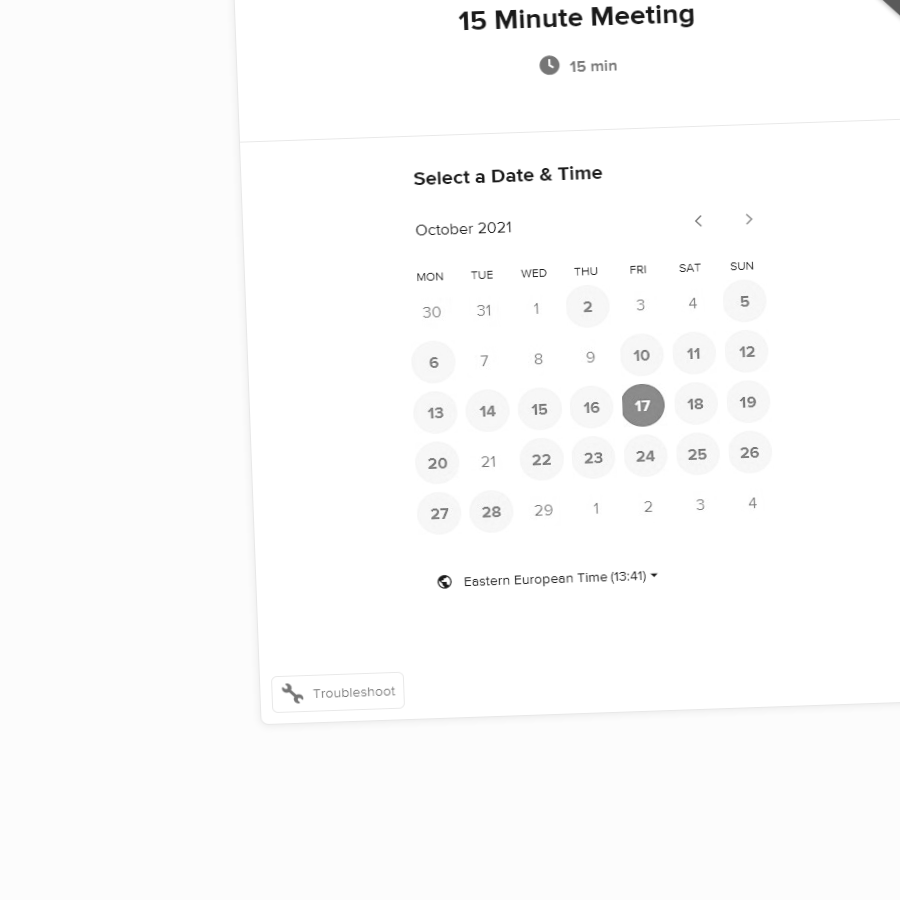 15 Minute Meeting
15 min
Select a Date & Time
October 2021
MON TUE WED THU FRI SAT SUN
30 31 1 2 3 4 5
6 7 8 9 10 11 12
13 14 15 16 17 18 19
20 21 22 23 24 25 26
27 28 29 1 2 3 4
Eastern European Time (13:41)
Troubleshoot